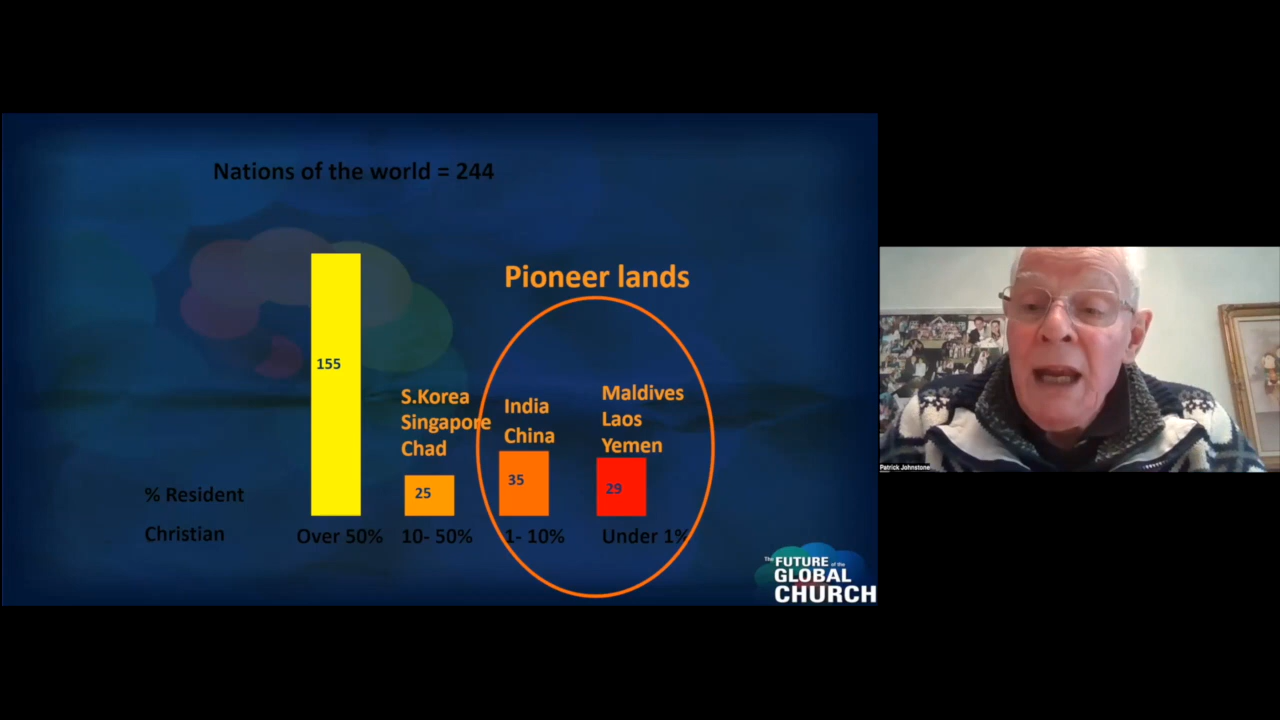 Nations of the world = 244
Pioneer lands
155
S.Korea
Singapore
Chad
India
China
Maldives
Laos
Yemen
25
35
29
% Resident
Christian
Over 50%
10- 50%
1- 10%
Under 1%
The FUTURE of the
GLOBAL
CHURCH
Patrick Johnstone